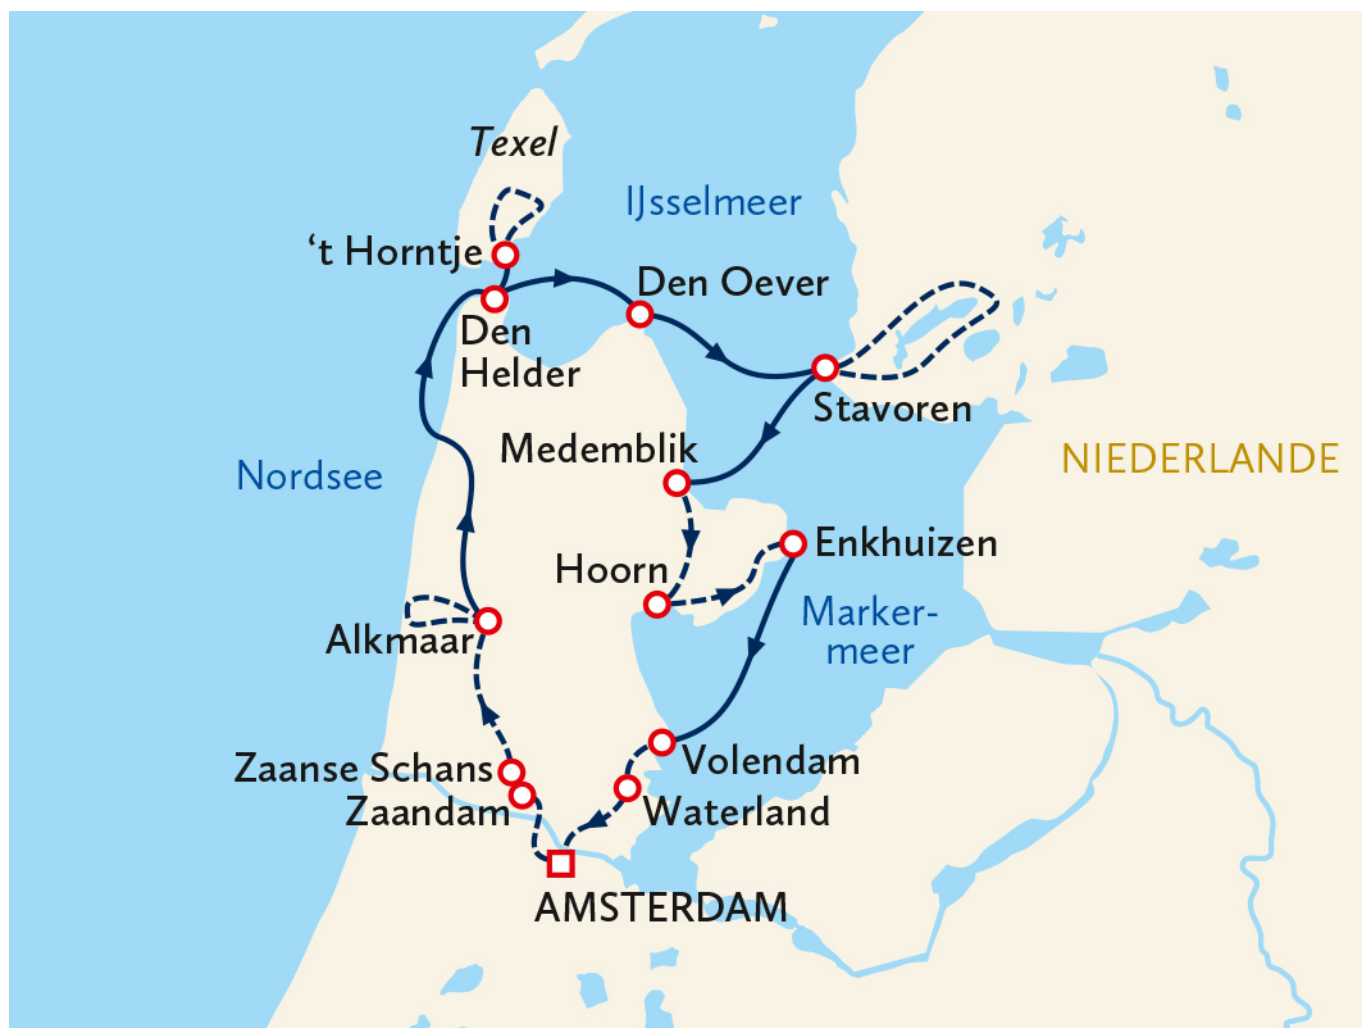 Texel
IJsselmeer
‘t Horntje
Den Oever
Den
Helder
Stavoren
Medemblik
NIEDERLANDE
Nordsee
Enkhuizen
Hoorn
Marker-
meer
Alkmaar
Volendam
Zaanse Schans
Zaandam
Waterland
AMSTERDAM